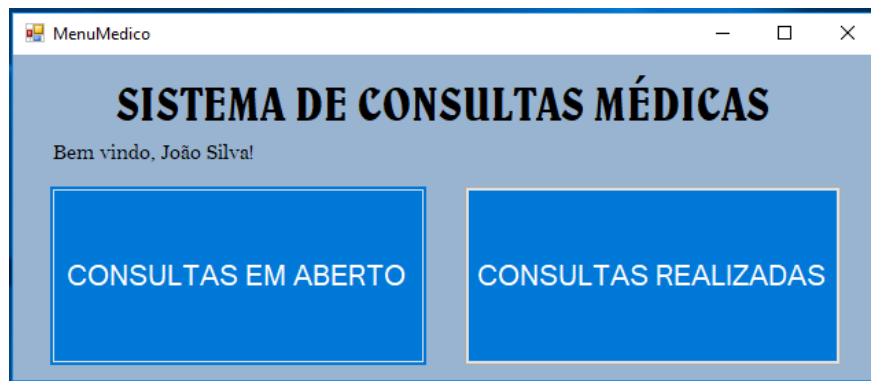 MenuMedico
SISTEMA DE CONSULTAS MÉDICAS
Bem vindo, João Silva!
CONSULTAS EM ABERTO
CONSULTAS REALIZADAS